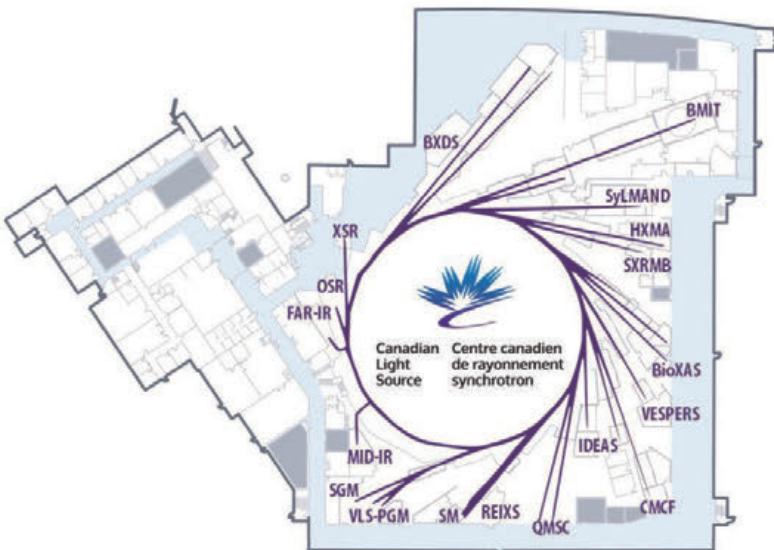 BMIT
BXDS
SyLMAND
XSR
HXMA
SXRMB
OSR
FAR-IR
Canadian
Light
Source
Centre canadien
de rayonnement
synchrotron
BioXAS
VESPERS
IDEAS
MID-IR
SGM
VLS-PGM
SM
REIXS
QMSC
CMCF